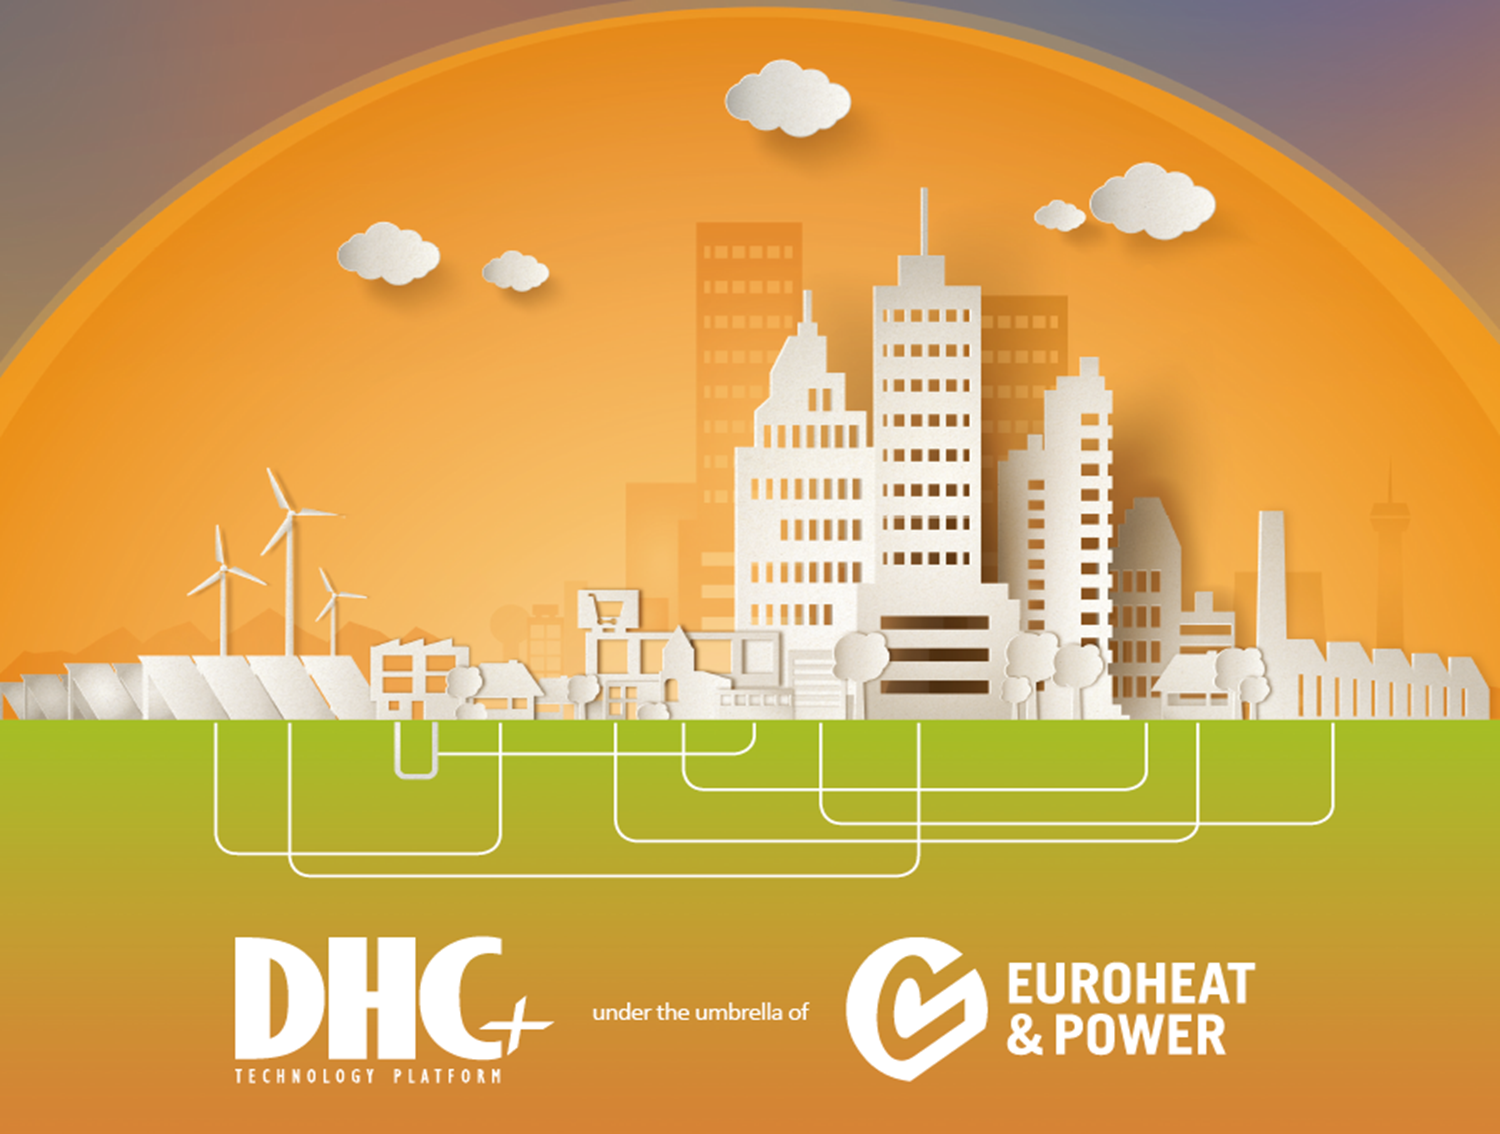 DHC+
TECHNOLOGY PLATFORM
under the umbrella of
EUROHEAT
& POWER